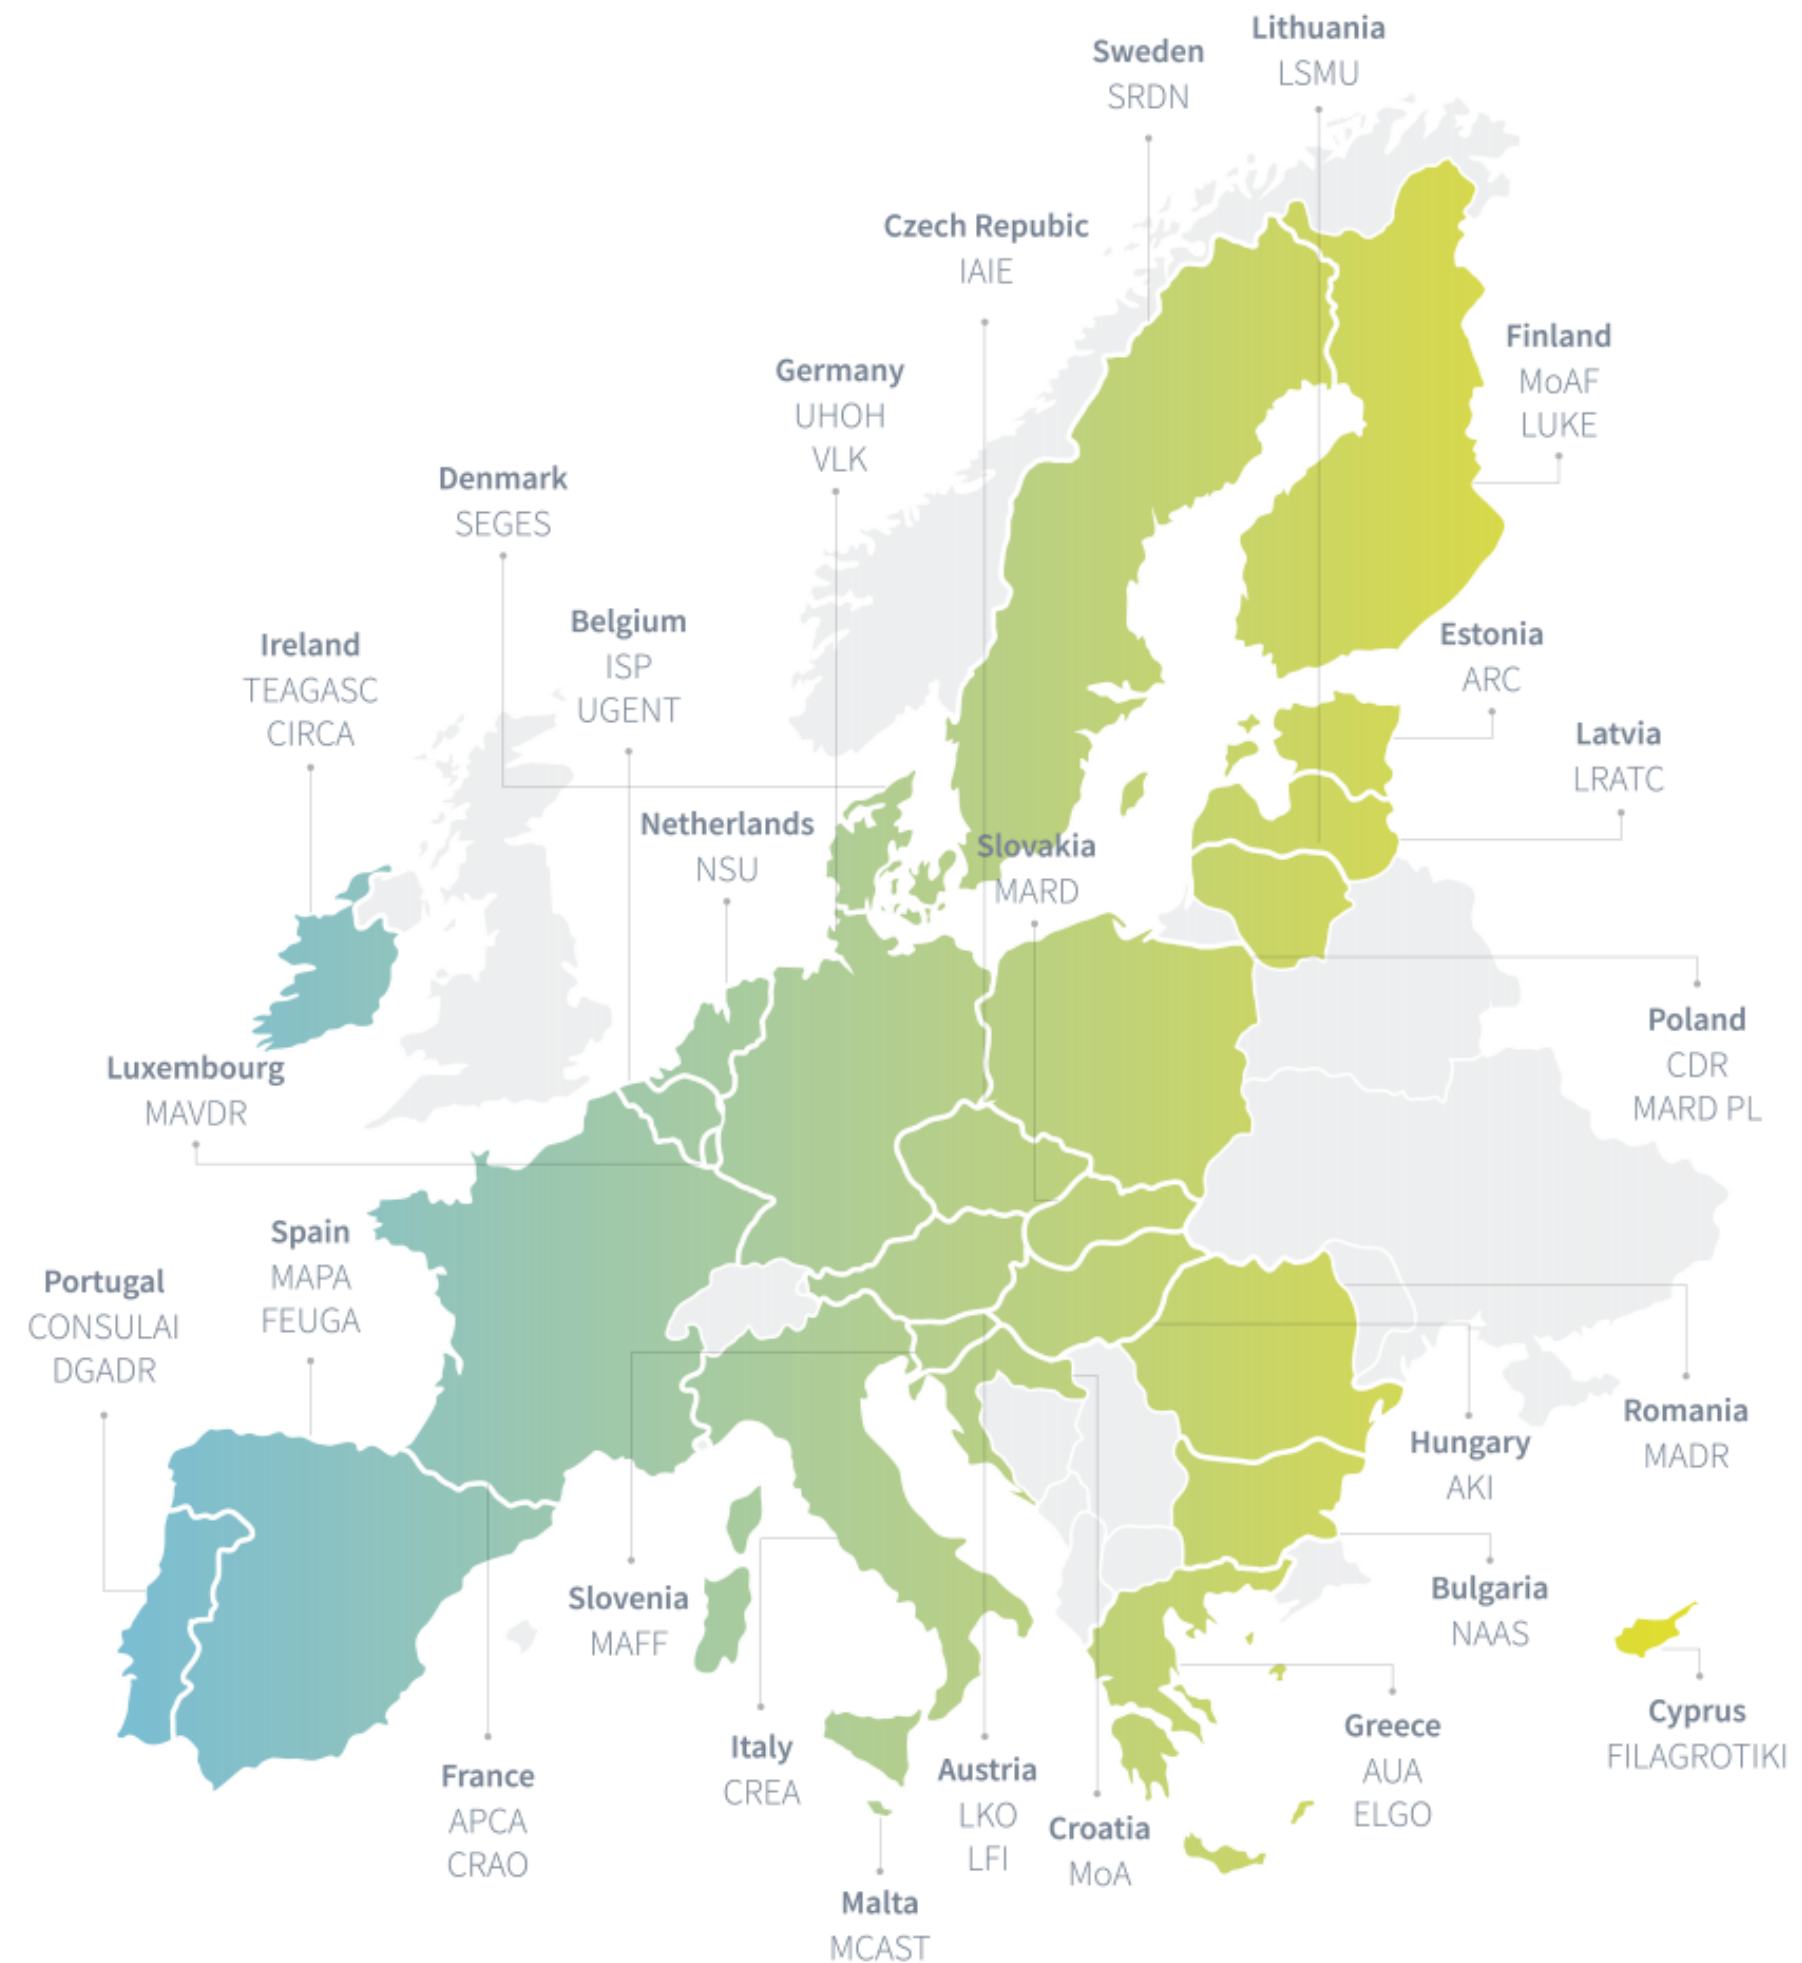 Lithuania
LSMU
Sweden
SRDN
Czech Repubic
IAIE
Finland
MoAF
LUKE
Germany
UHOH
VLK
Denmark
SEGES
Belgium
ISP
UGENT
Ireland
TEAGASC
CIRCA
Estonia
ARC
Latvia
LRATC
Netherlands
NSU
Slovakia
MARD
Poland
CDR
MARD PL
Luxembourg
MAVDR
Spain
MAPA
FEUGA
Portugal
CONSULAI
DGADR
Romania
MADR
Hungary
AKI
Bulgaria
NAAS
Slovenia
MAFF
Cyprus
FILAGROTIKI
Greece
AUA
ELGO
Italy
CREA
Austria
LKO
LFI
France
APCA
CRAO
Croatia
MoA
Malta
MCAST